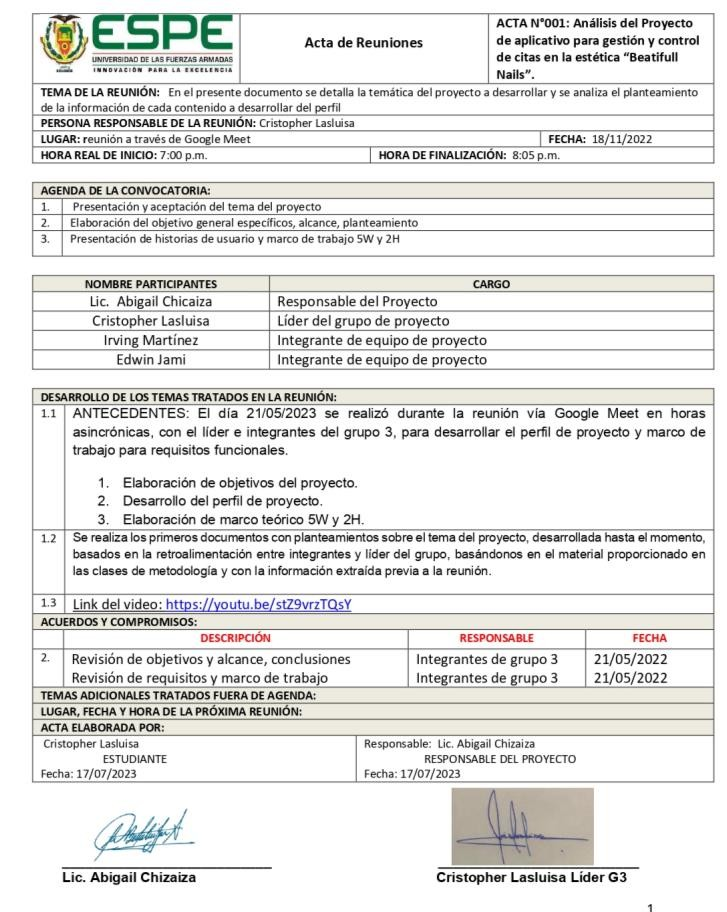 ESPE
UNIVERSIDAD DE LAS FUERZAS ARMADAS
INNOVACIÓN PARA LA EXCELENCIA
Acta de Reuniones
ACTA N°001: Análisis del Proyecto
de aplicativo para gestión y control
de citas en la estética “Beatifull
Nails”.
TEMA DE LA REUNIÓN: En el presente documento se detalla la temática del proyecto a desarrollar y se analiza el planteamiento
de la información de cada contenido a desarrollar del perfil
PERSONA RESPONSABLE DE LA REUNIÓN: Cristopher Lasluisa
LUGAR: reunión a través de Google Meet
FECHA: 18/11/2022
HORA REAL DE INICIO: 7:00 p.m.
HORA DE FINALIZACIÓN: 8:05 p.m.
AGENDA DE LA CONVOCATORIA:
1. Presentación y aceptación del tema del proyecto
2. Elaboración del objetivo general específicos, alcance, planteamiento
3. Presentación de historias de usuario y marco de trabajo 5W y 2H
NOMBRE PARTICIPANTES CARGO
Lic. Abigail Chicaiza Responsable del Proyecto
Cristopher Lasluisa Líder del grupo de proyecto
Irving Martínez Integrante de equipo de proyecto
Edwin Jami Integrante de equipo de proyecto
DESARROLLO DE LOS TEMAS TRATADOS EN LA REUNIÓN:
1.1 ANTECEDENTES: El día 21/05/2023 se realizó durante la reunión vía Google Meet en horas
asincrónicas, con el líder e integrantes del grupo 3, para desarrollar el perfil de proyecto y marco de
trabajo para requisitos funcionales.
1. Elaboración de objetivos del proyecto.
2. Desarrollo del perfil de proyecto.
3. Elaboración de marco teórico 5W y 2H.
1.2 Se realiza los primeros documentos con planteamientos sobre el tema del proyecto, desarrollada hasta el momento,
basados en la retroalimentación entre integrantes y líder del grupo, basándonos en el material proporcionado en
las clases de metodología y con la información extraída previa a la reunión.
1.3 Link del video: https://youtu.be/stZ9vrzTQsY
ACUERDOS Y COMPROMISOS:
DESCRIPCIÓN RESPONSABLE FECHA
2. Revisión de objetivos y alcance, conclusiones Integrantes de grupo 3 21/05/2022
Revisión de requisitos y marco de trabajo Integrantes de grupo 3 21/05/2022
TEMAS ADICIONALES TRATADOS FUERA DE AGENDA:
LUGAR, FECHA Y HORA DE LA PRÓXIMA REUNIÓN:
ACTA ELABORADA POR:
Cristopher Lasluisa
ESTUDIANTE
Fecha: 17/07/2023
Responsable: Lic. Abigail Chizaiza
RESPONSABLE DEL PROYECTO
Fecha: 17/07/2023
Lic. Abigail Chizaiza
Cristopher Lasluisa Líder G3
1